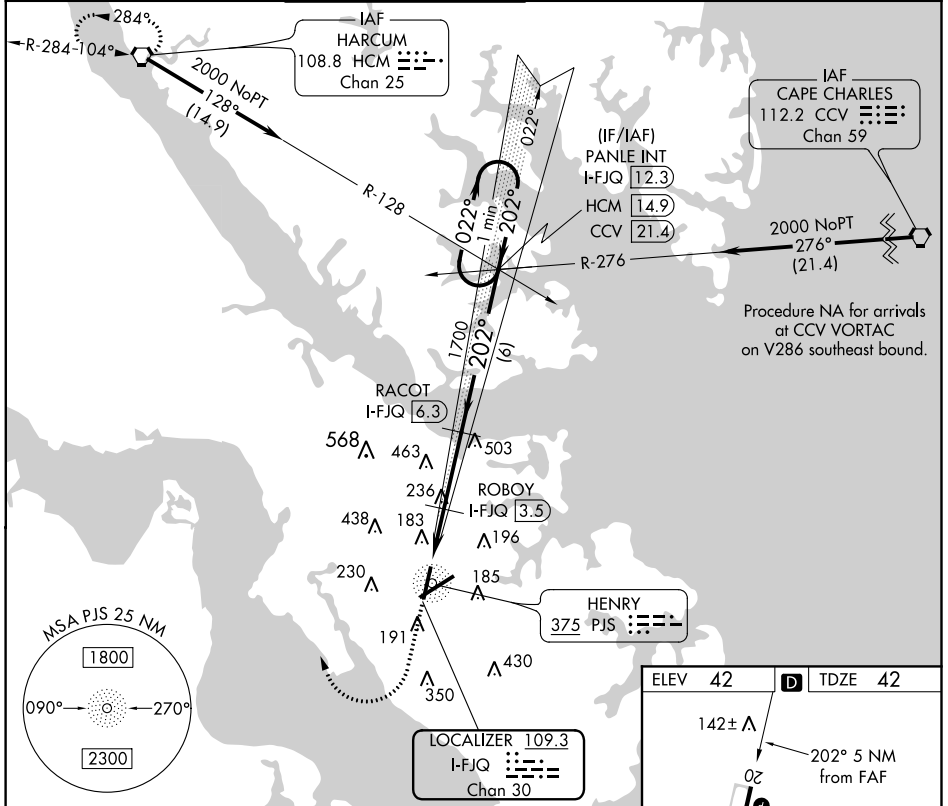 284°
R-284-104°
IAF
HARCUM
108.8 HCM
Chan 25
2000 NoPT
128°
(14.9)
R-128
022°
022°
1 min
202°
(IF/IAF)
PANLE INT
I-FJQ 12.3
HCM 14.9
CCV 21.4
IAF
CAPE CHARLES
112.2 CCV
Chan 59
2000 NoPT
276°
(21.4)
R-276
Procedure NA for arrivals
at CCV VORTAC
on V286 southeast bound.
1700
202°
(6)
RACOT
I-FJQ 6.3
568
463
503
236
ROBOY
I-FJQ 3.5
438
183
196
230
185
HENRY
375 PJS
191
430
350
MSA PJS 25 NM
1800
090°
270°
2300
LOCALIZER 109.3
I-FJQ
Chan 30
ELEV 42
D
TDZE 42
142±
202° 5 NM
from FAF
20